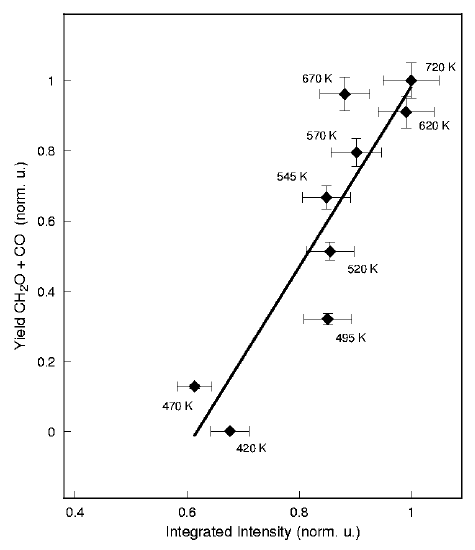 720 K
670 K
1
620 K
570 K
0.8
545 K
0.6
520 K
0.4
495 K
0.2
470 K
0
420 K
0.4 0.6 0.8 1
Integrated Intensity (norm. u.)
Yield CH₂O + CO (norm. u.)